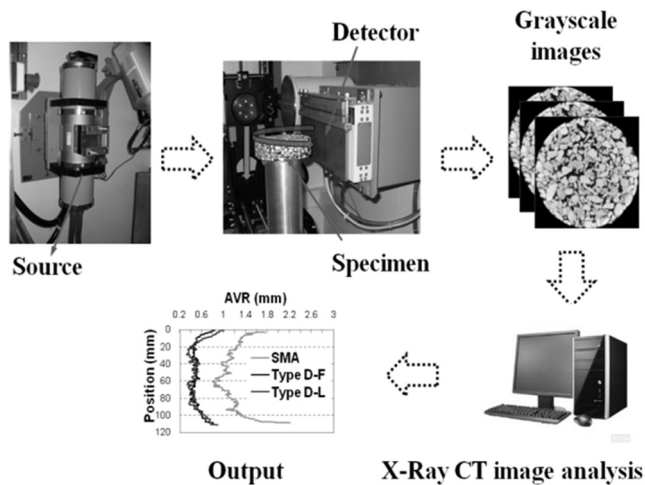 Grayscale
images
Detector
Source
Specimen
AVR (mm)
0.2 0.6 1 1.4 1.8 2.2 2.6 3
Position (mm)
0
20
40
60
80
100
120
SMA
Type D-F
Type D-L
Output
X-Ray CT image analysis